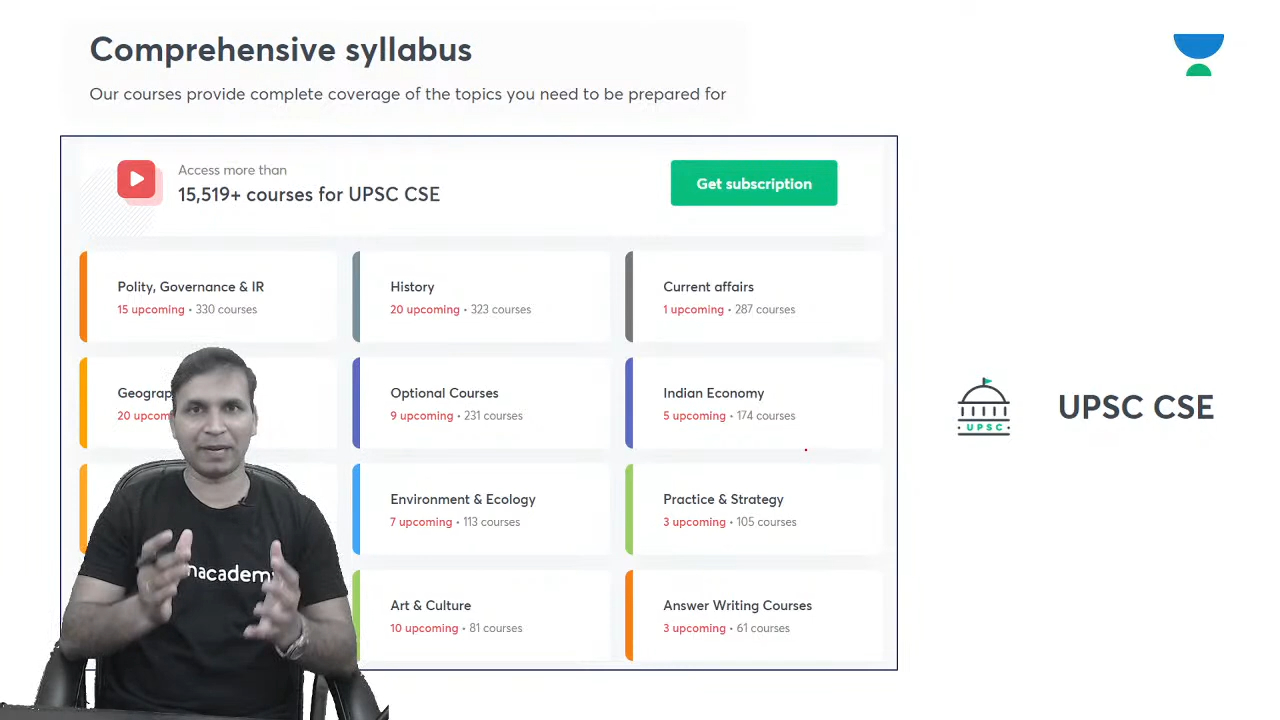 Comprehensive syllabus
Our courses provide complete coverage of the topics you need to be prepared for
Access more than
15,519+ courses for UPSC CSE
Get subscription
Polity, Governance & IR
15 upcoming • 330 courses
History
20 upcoming • 323 courses
Current affairs
1 upcoming • 287 courses
20
Optional Courses
9 upcoming • 231 courses
Indian Economy
5 upcoming • 174 courses
UPSC
UPSC CSE
Environment & Ecology
7 upcoming • 113 courses
Practice & Strategy
3 upcoming • 105 courses
Art & Culture
10 upcoming • 81 courses
Answer Writing Courses
3 upcoming • 61 courses